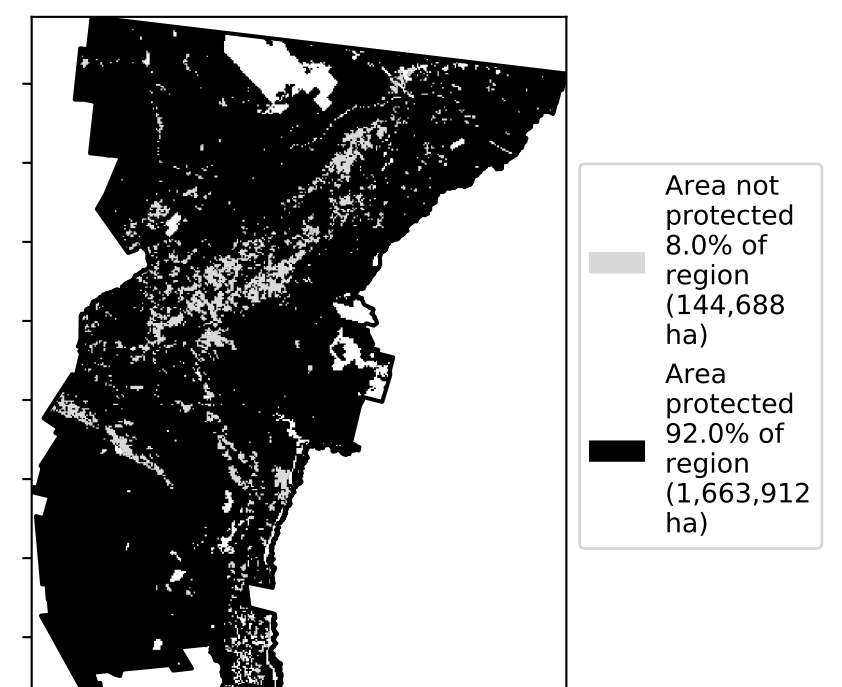 Area not
protected
8.0% of
region
(144,688
ha)
Area
protected
92.0% of
region
(1,663,912
ha)